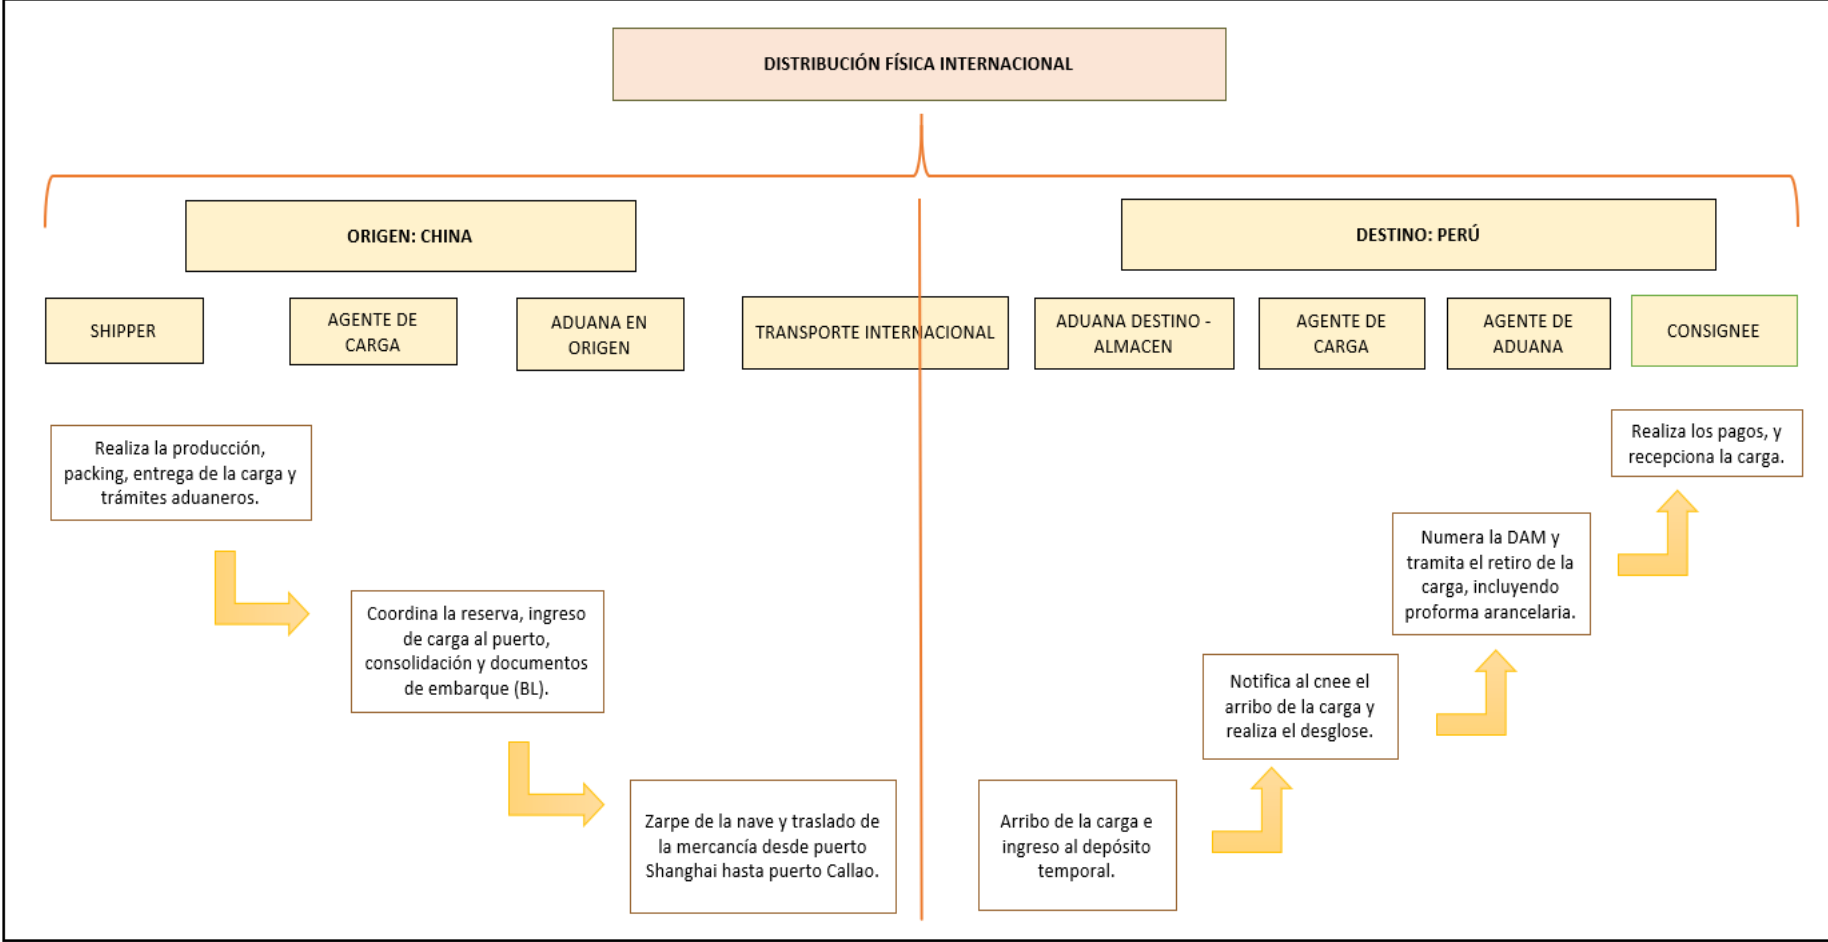 DISTRIBUCIÓN FÍSICA INTERNACIONAL
ORIGEN: CHINA
DESTINO: PERÚ
SHIPPER
AGENTE DE
CARGA
ADUANA EN
ORIGEN
TRANSPORTE INTERNACIONAL
ADUANA DESTINO -
ALMACEN
AGENTE DE
CARGA
AGENTE DE
ADUANA
CONSIGNEE
Realiza la producción,
packing, entrega de la carga y
trámites aduaneros.
Coordina la reserva, ingreso
de carga al puerto,
consolidación y documentos
de embarque (BL).
Zarpe de la nave y traslado de
la mercancía desde puerto
Shanghai hasta puerto Callao.
Arribo de la carga e
ingreso al depósito
temporal.
Notifica al cnee el
arribo de la carga y
realiza el desglose.
Numera la DAM y
tramita el retiro de la
carga, incluyendo
proforma arancelaria.
Realiza los pagos, y
recepciona la carga.